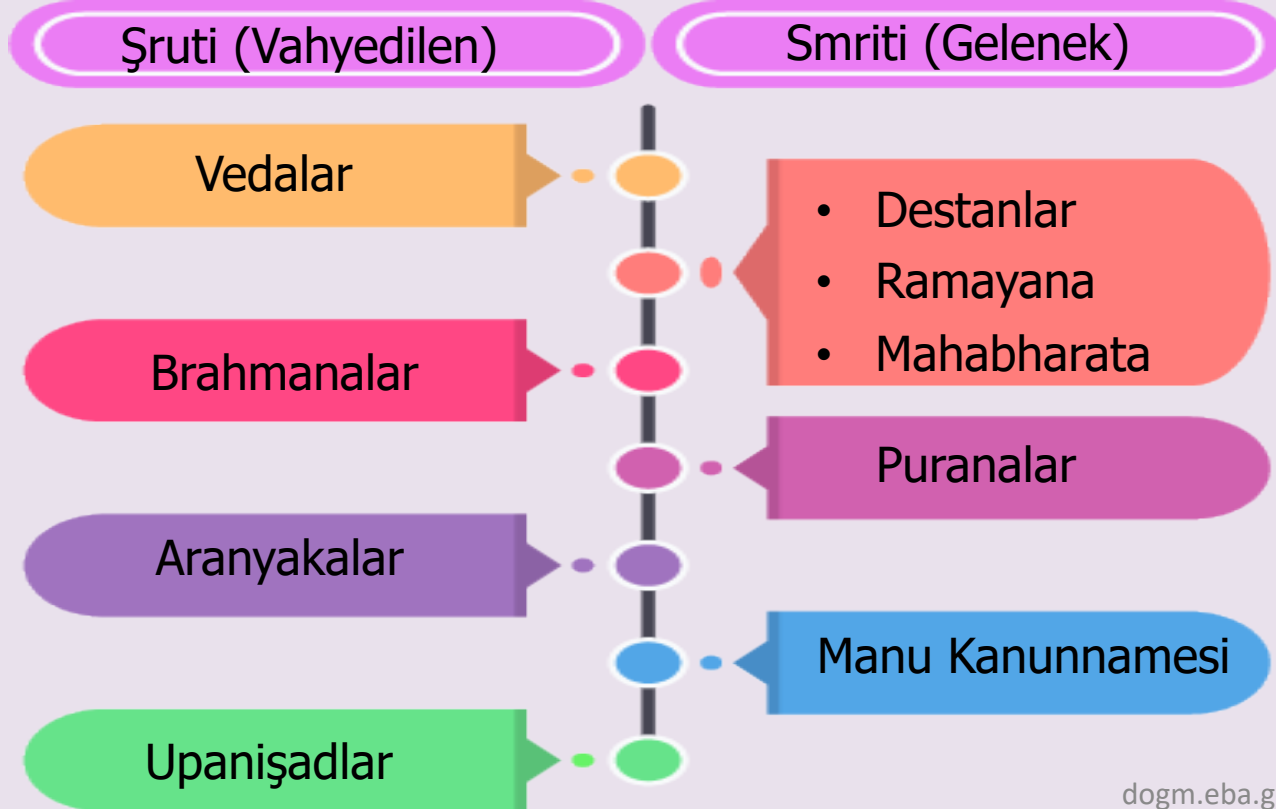 Şruti (Vahyedilen)
Smriti (Gelenek)
Vedalar
• Destanlar
• Ramayana
• Mahabharata
Brahmanalar
Puranalar
Aranyakalar
Manu Kanunnamesi
Upanişadlar
dogm.eba.g